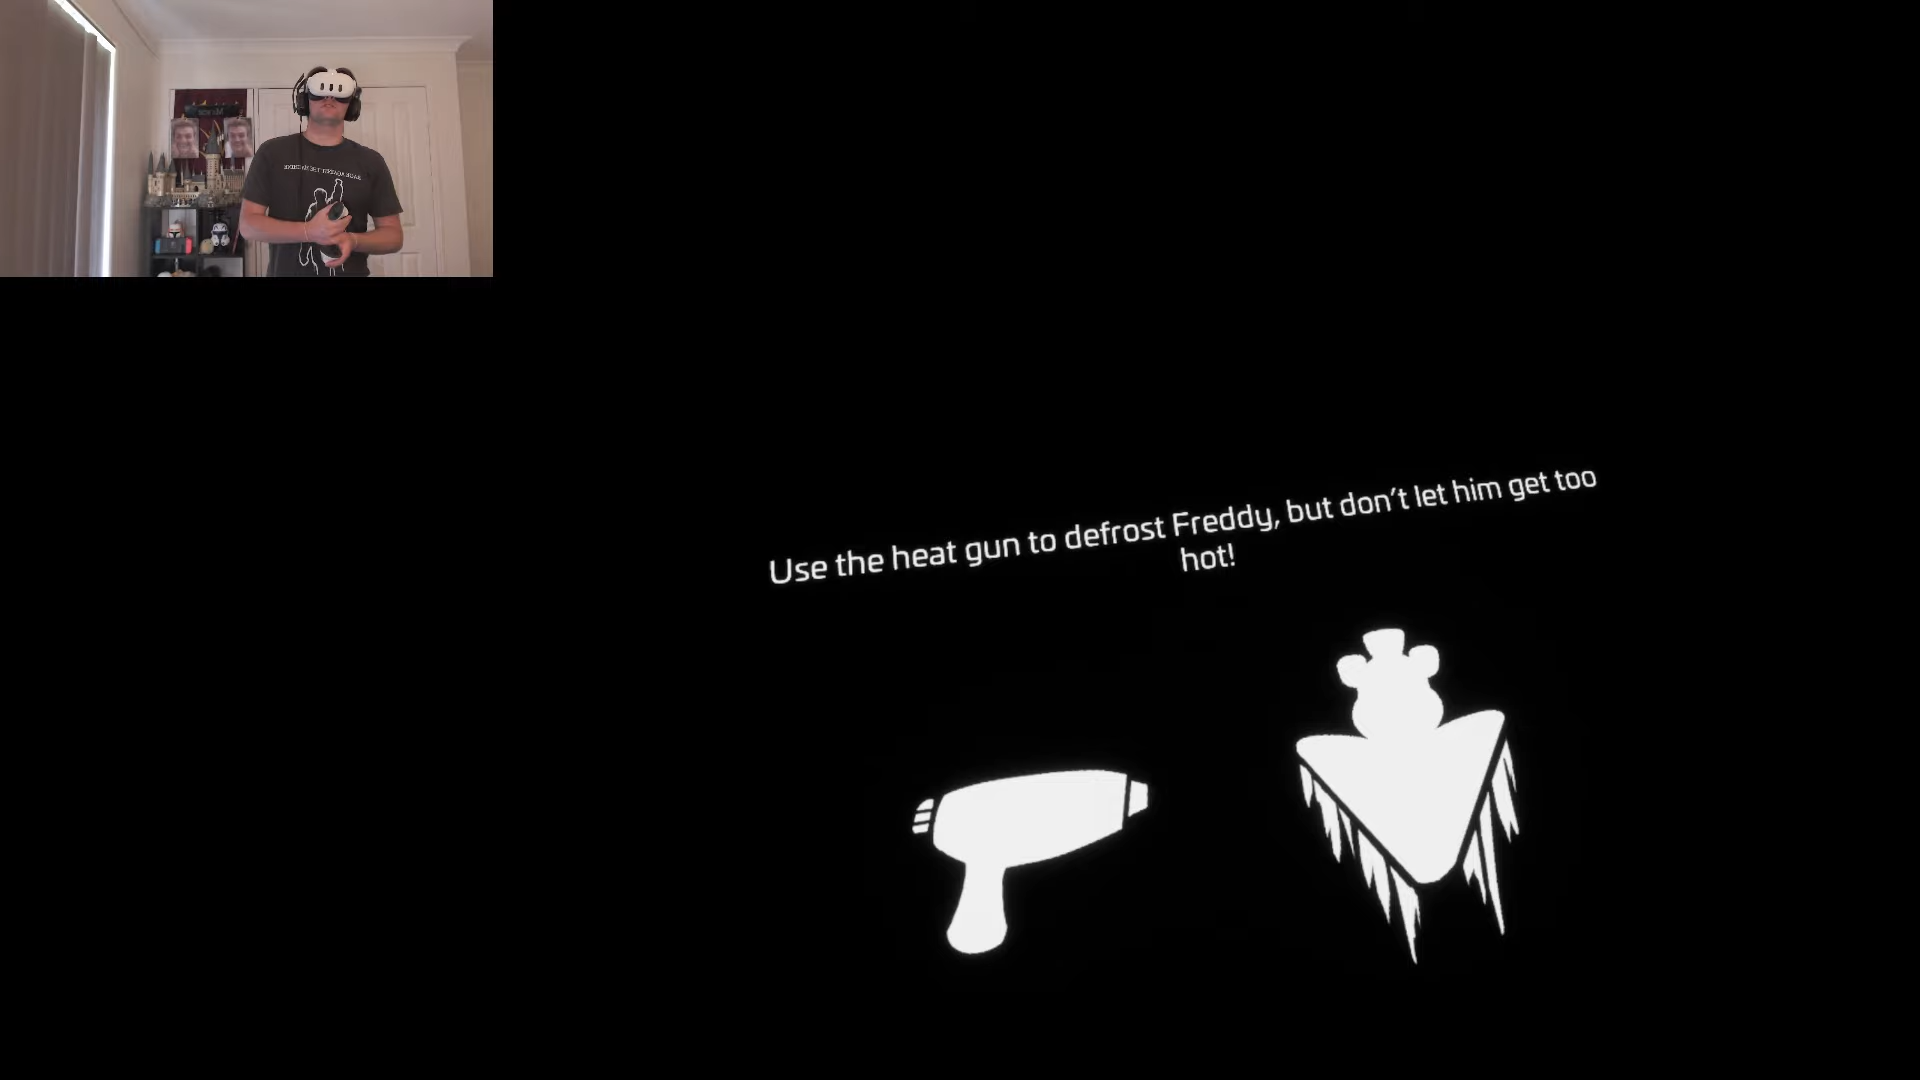 Use the heat gun to defrost Freddy, but don't let him get too
hot!